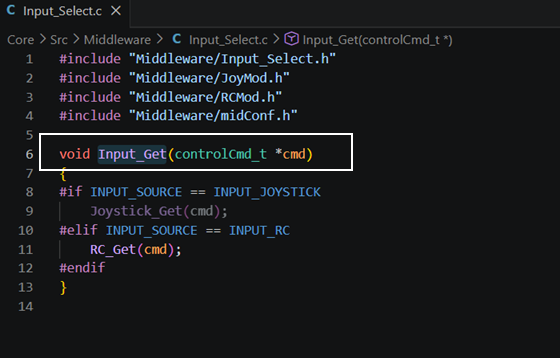 Input_Select.c
Core > Src > Middleware > C Input_Select.c > Input_Get(controlCmd_t *)
1 #include "Middleware/Input_Select.h"
2 #include "Middleware/JoyMod.h"
3 #include "Middleware/RCMod.h"
4 #include "Middleware/midConf.h"
5
6 void Input_Get(controlCmd_t *cmd)
7 {
8 #if INPUT_SOURCE == INPUT_JOYSTICK
9     Joystick_Get(cmd);
10 #elif INPUT_SOURCE == INPUT_RC
11     RC_Get(cmd);
12 #endif
13 }
14